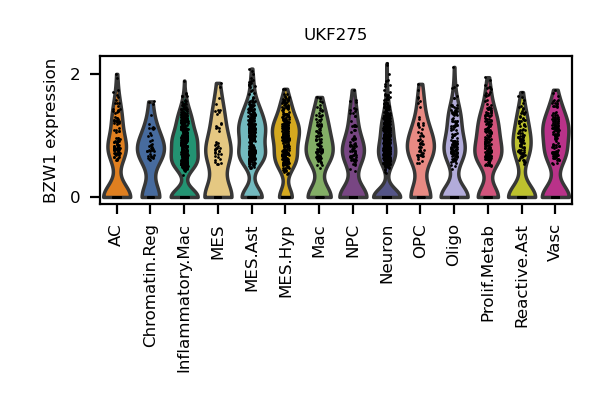 UKF275
BZW1 expression
2
0
AC
Chromatin.Reg
Inflammatory.Mac
MES
MES.Ast
MES.Hyp
Mac
NPC
Neuron
OPC
Oligo
Prolif.Metab
Reactive.Ast
Vasc